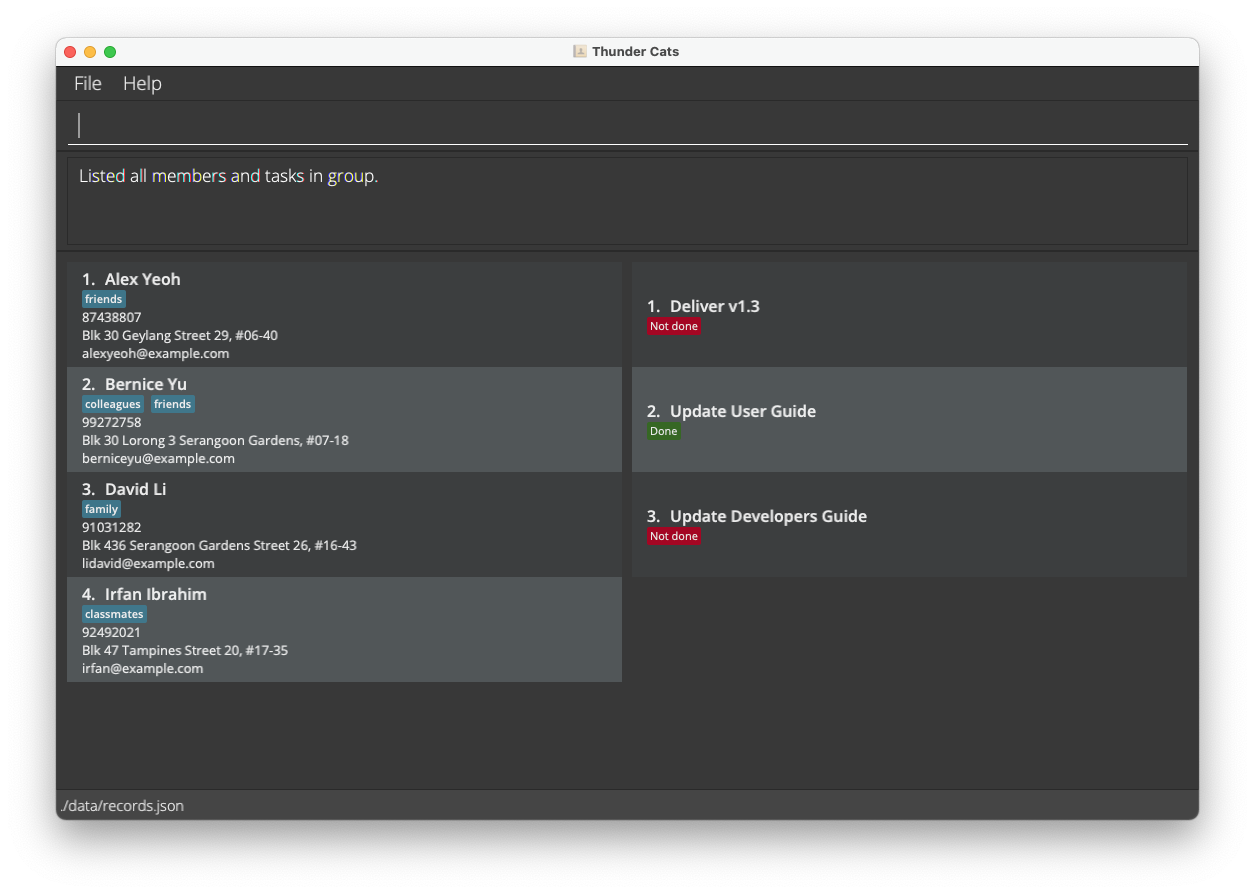 Thunder Cats
File Help
Listed all members and tasks in group.
1. Alex Yeoh
friends
87438807
Blk 30 Geylang Street 29, #06-40
alexyeoh@example.com
2. Bernice Yu
colleagues friends
99272758
Blk 30 Lorong 3 Serangoon Gardens, #07-18
berniceyu@example.com
3. David Li
family
91031282
Blk 436 Serangoon Gardens Street 26, #16-43
lidavid@example.com
4. Irfan Ibrahim
classmates
92492021
Blk 47 Tampines Street 20, #17-35
irfan@example.com
1. Deliver v1.3
Not done
2. Update User Guide
Done
3. Update Developers Guide
Not done
./data/records.json